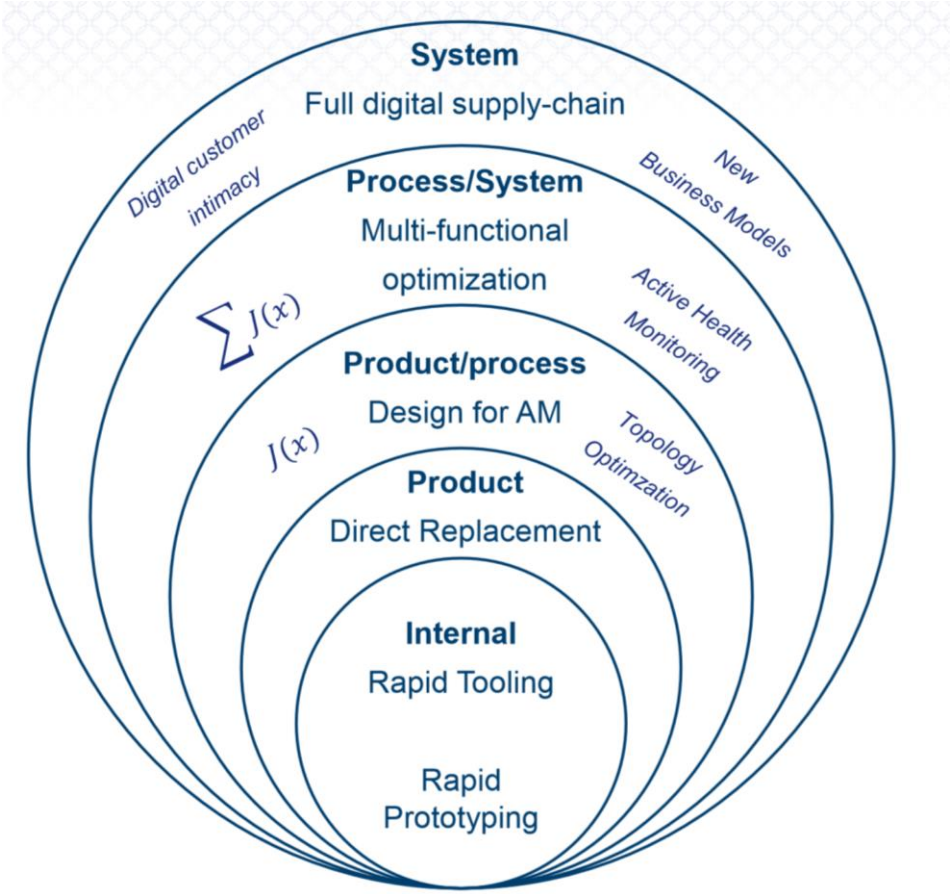 System
Full digital supply-chain
Digital customer
intimacy
New
Business Models
Process/System
Multi-functional
optimization
∑ J(x)
Active Health
Monitoring
Product/process
Design for AM
J(x)
Topology
Optimzation
Product
Direct Replacement
Internal
Rapid Tooling
Rapid
Prototyping